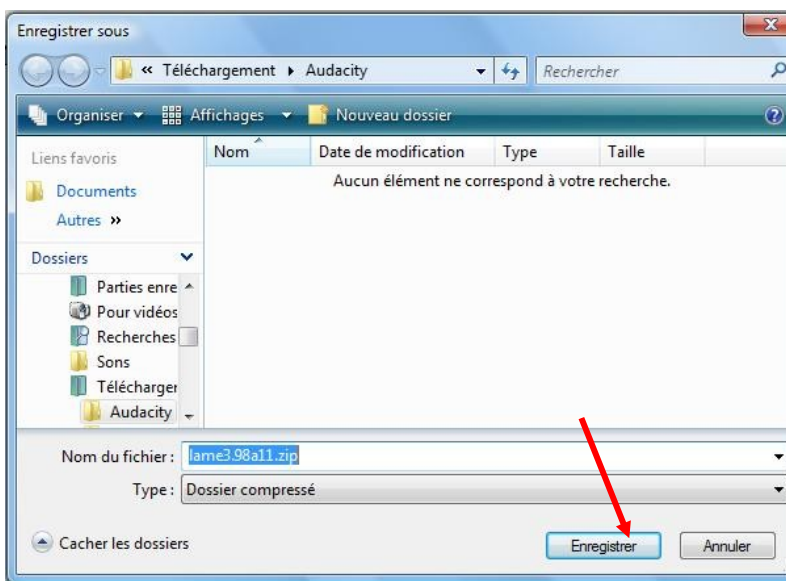 Enregistrer sous
« Téléchargement Audacity Rechercher
Organiser Affichages Nouveau dossier ?
Liens favoris
Documents
Autres »
Dossiers
Parties enre
Pour vidéos
Recherches
Sons
Télécharger
Audacity
Nom Date de modification Type Taille
Aucun élément ne correspond à votre recherche.
Nom du fichier : lame3.98a11.zip
Type : Dossier compressé
Cacher les dossiers Enregistrer Annuler